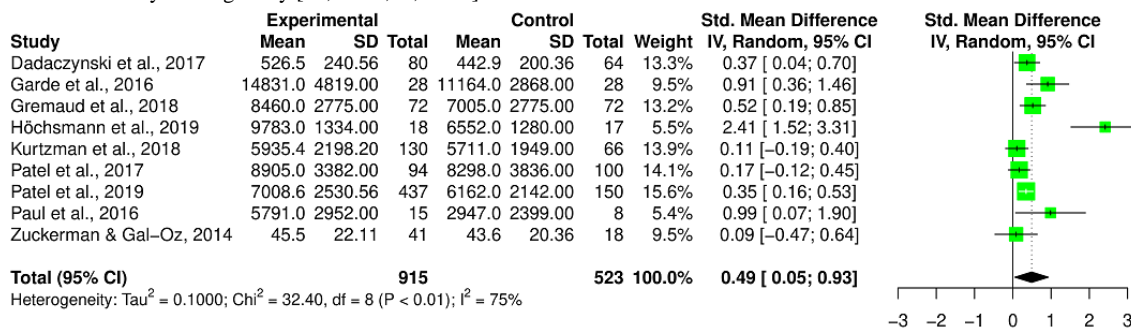 Experimental Control Std. Mean Difference Std. Mean Difference
Study Mean SD Total Mean SD Total Weight IV, Random, 95% CI IV, Random, 95% CI
Dadaczynski et al., 2017 526.5 240.56 80 442.9 200.36 64 13.3% 0.37 [ 0.04; 0.70]
Garde et al., 2016 14831.0 4819.00 28 11164.0 2868.00 28 9.5% 0.91 [ 0.36; 1.46]
Gremaud et al., 2018 8460.0 2775.00 72 7005.0 2775.00 72 13.2% 0.52 [ 0.19; 0.85]
Höchsmann et al., 2019 9783.0 1334.00 18 6552.0 1280.00 17 5.5% 2.41 [ 1.52; 3.31]
Kurtzman et al., 2018 5935.4 2198.20 130 5711.0 1949.00 66 13.9% 0.11 [−0.19; 0.40]
Patel et al., 2017 8905.0 3382.00 94 8298.0 3836.00 100 14.1% 0.17 [−0.12; 0.45]
Patel et al., 2019 7008.6 2530.56 437 6162.0 2142.00 150 15.6% 0.35 [ 0.16; 0.53]
Paul et al., 2016 5791.0 2952.00 15 2947.0 2399.00 8 5.4% 0.99 [ 0.07; 1.90]
Zuckerman & Gal−Oz, 2014 45.5 22.11 41 43.6 20.36 18 9.5% 0.09 [−0.47; 0.64]
Total (95% CI) 915 523 100.0% 0.49 [ 0.05; 0.93]
Heterogeneity: Tau² = 0.1000; Chi² = 32.40, df = 8 (P < 0.01); I² = 75%
−3 −2 −1 0 1 2 3